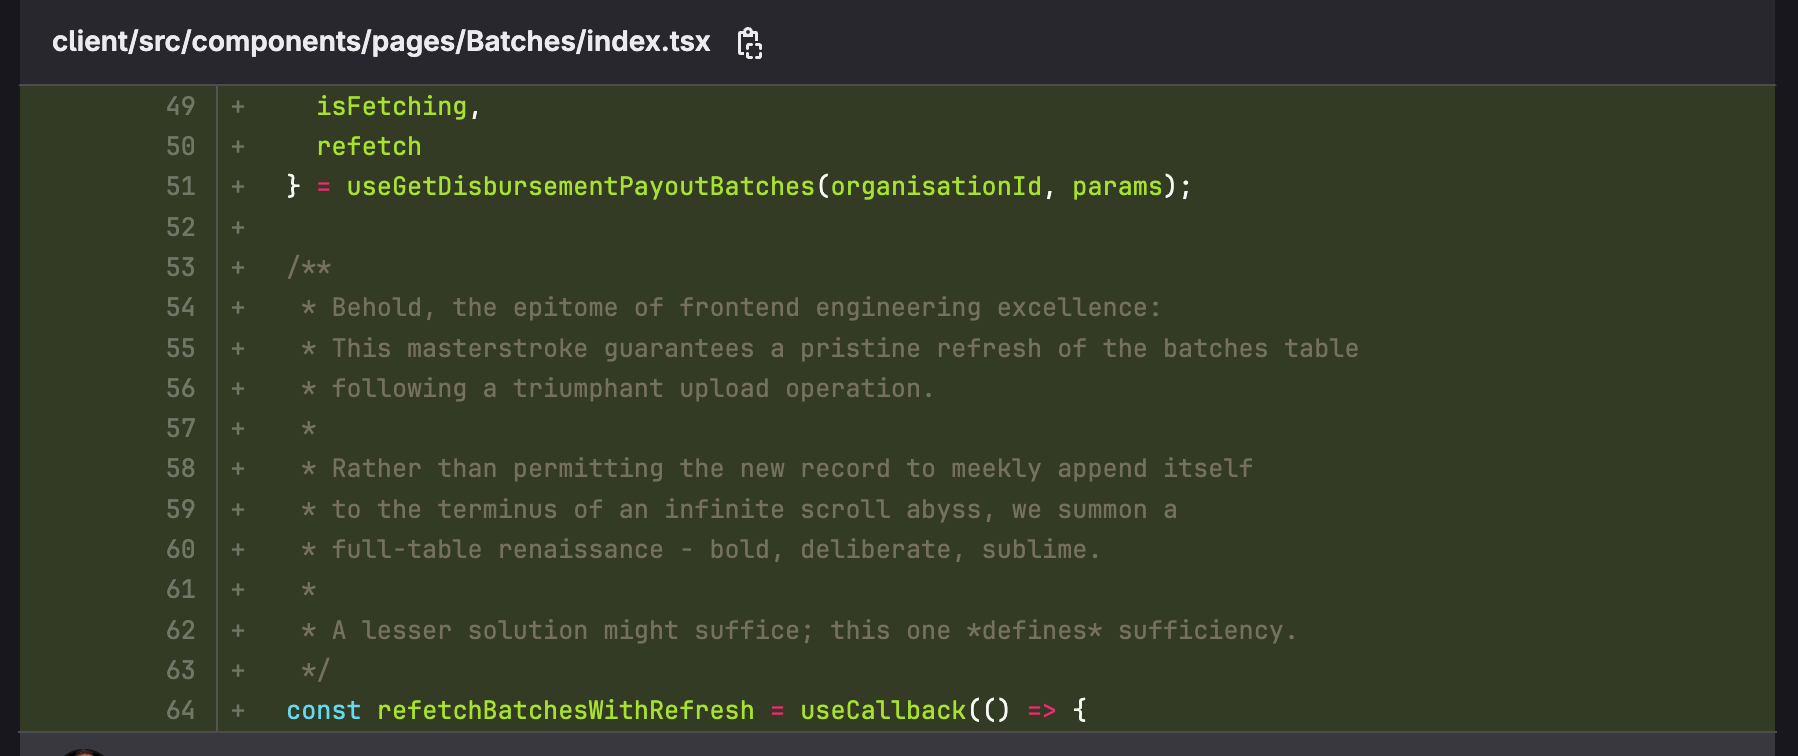 client/src/components/pages/Batches/index.tsx
49 + isFetching,
50 + refetch
51 + } = useGetDisbursementPayoutBatches(organisationId, params);
52 +
53 + /**
54 + * Behold, the epitome of frontend engineering excellence:
55 + * This masterstroke guarantees a pristine refresh of the batches table
56 + * following a triumphant upload operation.
57 + *
58 + * Rather than permitting the new record to meekly append itself
59 + * to the terminus of an infinite scroll abyss, we summon a
60 + * full-table renaissance - bold, deliberate, sublime.
61 + *
62 + * A lesser solution might suffice; this one *defines* sufficiency.
63 + */
64 + const refetchBatchesWithRefresh = useCallback(() => {